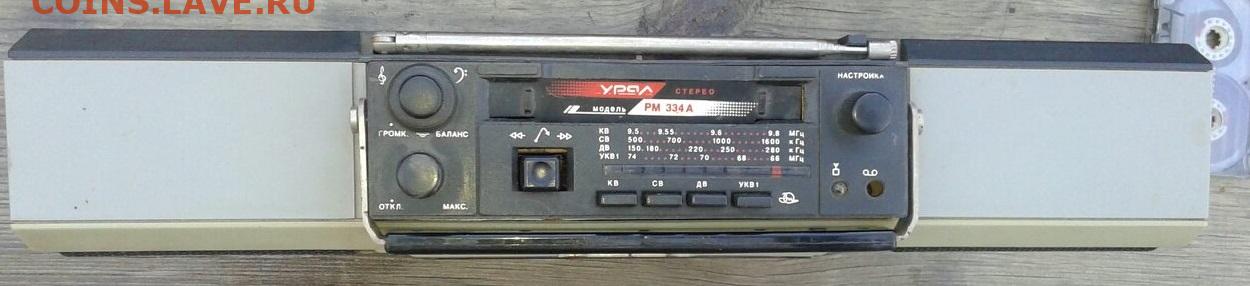 COINS.LAVE.RU
УРАЛ СТЕРЕО
МОДЕЛЬ РМ 334А
НАСТРОЙКА
ГРОМК. БАЛАНС
ОТКЛ. МАКС.
КВ 9.5 9.55 9.6 9.8 МГц
СВ 500 700 1000 1600 кГц
ДВ 150 180 220 250 280 кГц
УКВ1 74 72 70 68 66 МГц
КВ СВ ДВ УКВ1